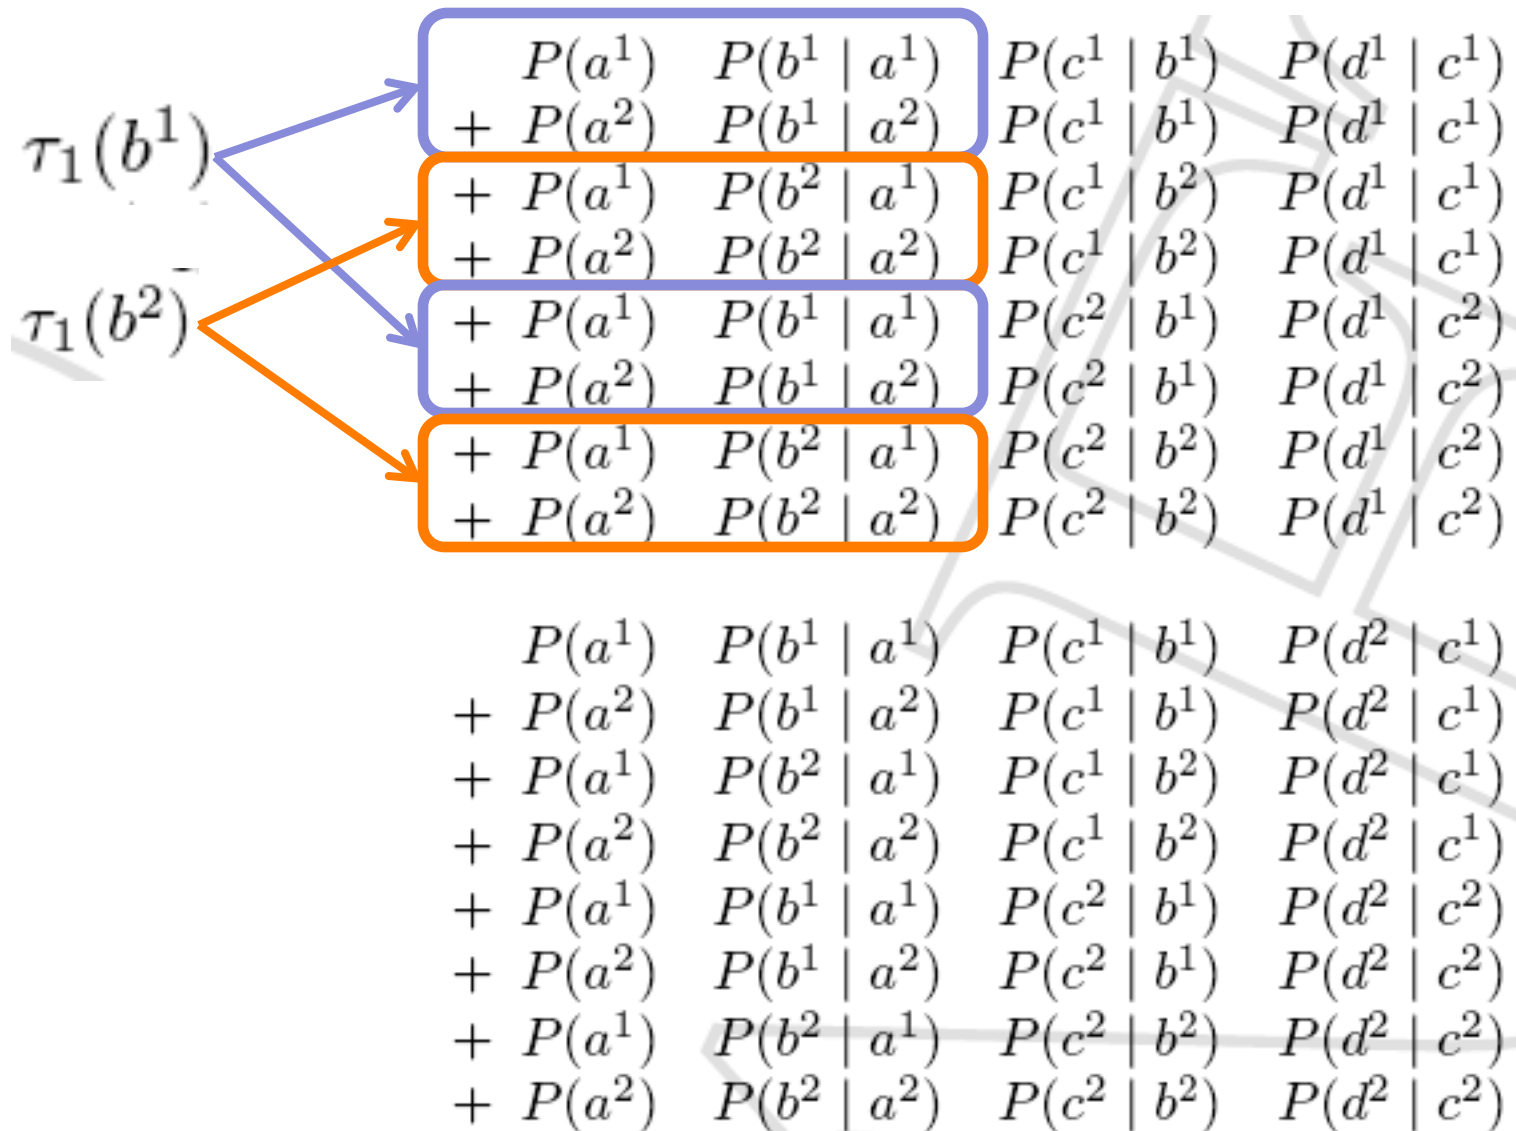 P(a¹) P(b¹ | a¹) P(c¹ | b¹) P(d¹ | c¹)
+ P(a²) P(b¹ | a²) P(c¹ | b¹) P(d¹ | c¹)
τ₁(b¹)
+ P(a¹) P(b² | a¹) P(c¹ | b²) P(d¹ | c¹)
+ P(a²) P(b² | a²) P(c¹ | b²) P(d¹ | c¹)
τ₁(b²)
+ P(a¹) P(b¹ | a¹) P(c² | b¹) P(d¹ | c²)
+ P(a²) P(b¹ | a²) P(c² | b¹) P(d¹ | c²)
+ P(a¹) P(b² | a¹) P(c² | b²) P(d¹ | c²)
+ P(a²) P(b² | a²) P(c² | b²) P(d¹ | c²)
P(a¹) P(b¹ | a¹) P(c¹ | b¹) P(d² | c¹)
+ P(a²) P(b¹ | a²) P(c¹ | b¹) P(d² | c¹)
+ P(a¹) P(b² | a¹) P(c¹ | b²) P(d² | c¹)
+ P(a²) P(b² | a²) P(c¹ | b²) P(d² | c¹)
+ P(a¹) P(b¹ | a¹) P(c² | b¹) P(d² | c²)
+ P(a²) P(b¹ | a²) P(c² | b¹) P(d² | c²)
+ P(a¹) P(b² | a¹) P(c² | b²) P(d² | c²)
+ P(a²) P(b² | a²) P(c² | b²) P(d² | c²)